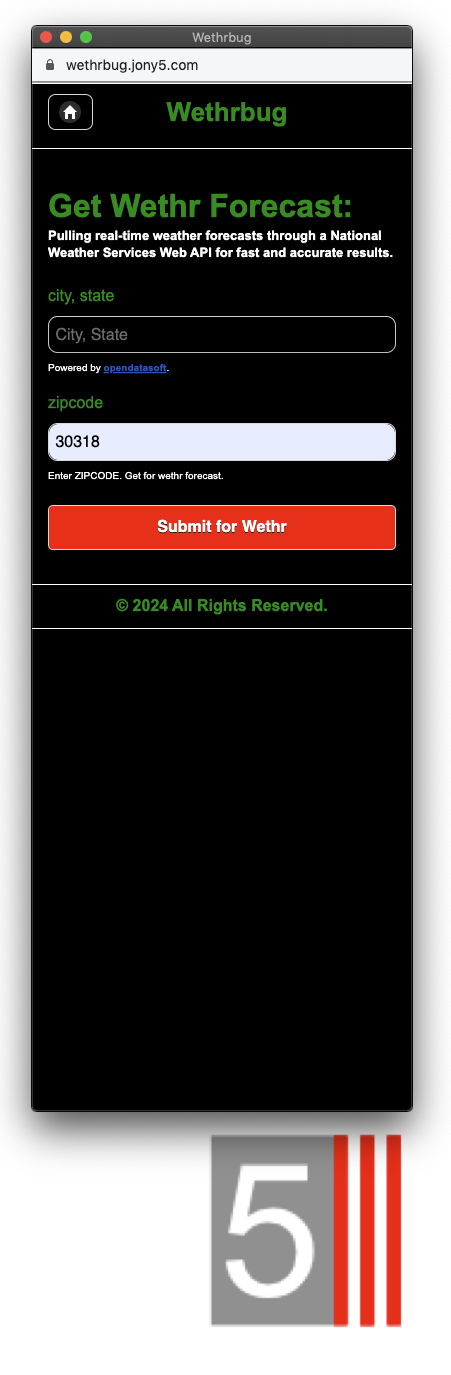 Wethrbug
wethrbug.jony5.com
Wethrbug
Get Wethr Forecast:
Pulling real-time weather forecasts through a National
Weather Services Web API for fast and accurate results.
city, state
City, State
Powered by opendatasoft.
zipcode
30318
Enter ZIPCODE. Get for wethr forecast.
Submit for Wethr
© 2024 All Rights Reserved.
5